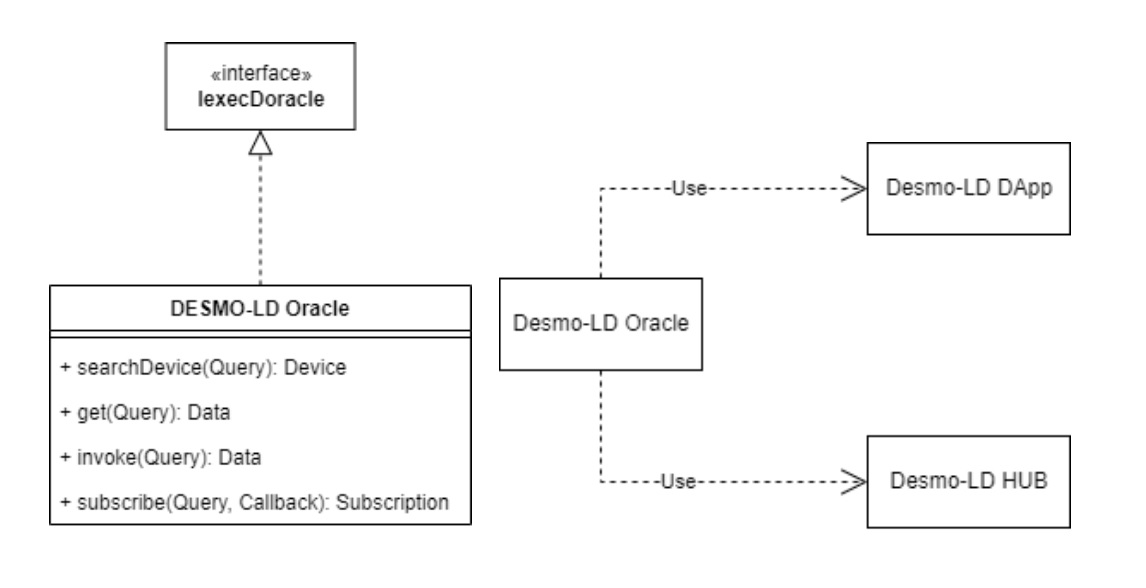 «interface»
IexecDoracle
DESMO-LD Oracle
+ searchDevice(Query): Device
+ get(Query): Data
+ invoke(Query): Data
+ subscribe(Query, Callback): Subscription
Use
Desmo-LD DApp
Desmo-LD Oracle
Use
Desmo-LD HUB